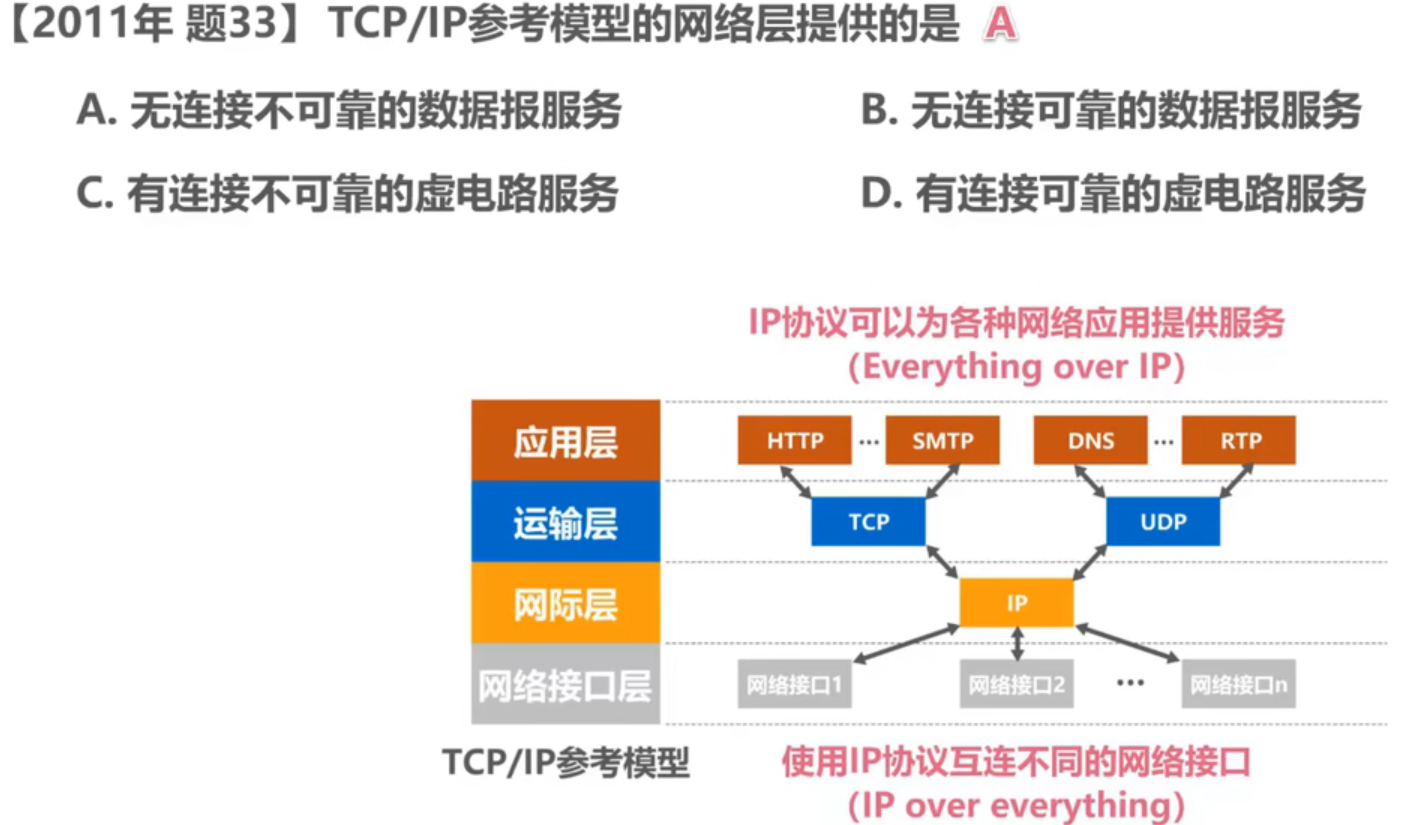 【2011年 题33】 TCP/IP参考模型的网络层提供的是 A
A. 无连接不可靠的数据报服务 B. 无连接可靠的数据报服务
C. 有连接不可靠的虚电路服务 D. 有连接可靠的虚电路服务
IP协议可以为各种网络应用提供服务
(Everything over IP)
应用层 HTTP ... SMTP DNS ... RTP
运输层 TCP UDP
网际层 IP
网络接口层 网络接口1 网络接口2 ... 网络接口n
TCP/IP参考模型 使用IP协议互连不同的网络接口
(IP over everything)